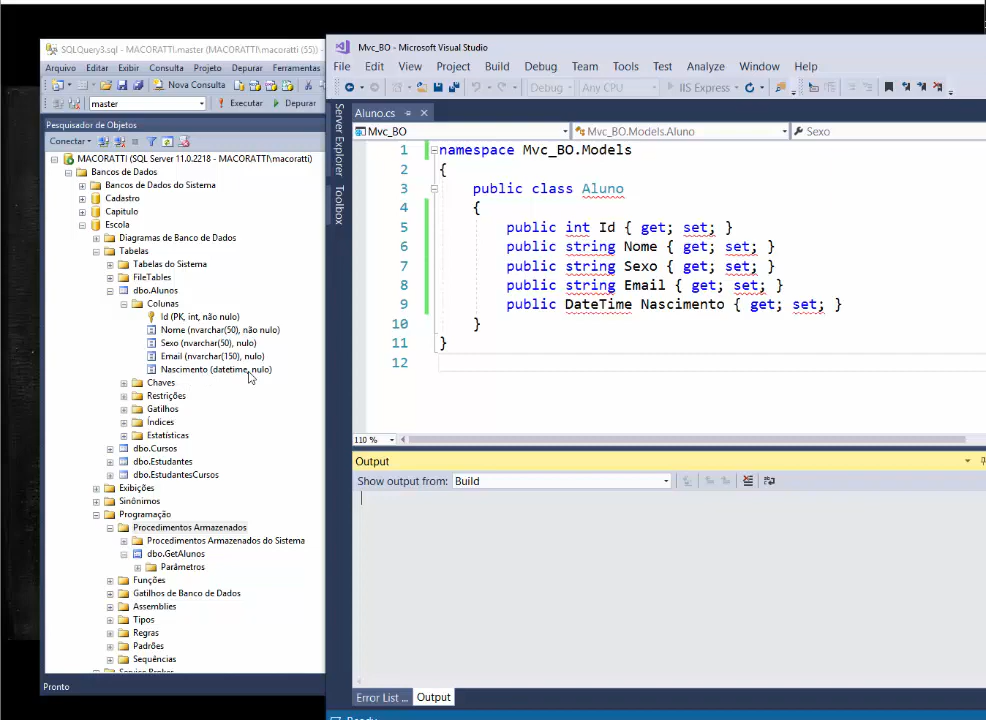 SQLQuery3.sql - MACORATTI.master (MACORATTI\macoratti (55))
Arquivo Editar Exibir Consulta Projeto Depurar Ferramentas
Nova Consulta
master Executar Depurar
Pesquisador de Objetos
Conectar
MACORATTI (SQL Server 11.0.2218 - MACORATTI\macoratti)
Bancos de Dados
Bancos de Dados do Sistema
Cadastro
Capitulo
Escola
Diagramas de Banco de Dados
Tabelas
Tabelas do Sistema
FileTables
dbo.Alunos
Colunas
Id (PK, int, não nulo)
Nome (nvarchar(50), não nulo)
Sexo (nvarchar(50), nulo)
Email (nvarchar(150), nulo)
Nascimento (datetime, nulo)
Chaves
Restrições
Gatilhos
Índices
Estatísticas
dbo.Cursos
dbo.Estudantes
dbo.EstudantesCursos
Exibições
Sinônimos
Programação
Procedimentos Armazenados
Procedimentos Armazenados do Sistema
dbo.GetAlunos
Parâmetros
Funções
Gatilhos de Banco de Dados
Assemblies
Tipos
Regras
Padrões
Sequências
Pronto
Mvc_BO - Microsoft Visual Studio
File Edit View Project Build Debug Team Tools Test Analyze Window Help
Debug Any CPU IIS Express
Server Explorer
Toolbox
Aluno.cs
Mvc_BO Mvc_BO.Models.Aluno Sexo
1 namespace Mvc_BO.Models
2 {
3 public class Aluno
4 {
5 public int Id { get; set; }
6 public string Nome { get; set; }
7 public string Sexo { get; set; }
8 public string Email { get; set; }
9 public DateTime Nascimento { get; set; }
10 }
11 }
12
110 %
Output
Show output from: Build
Error List ... Output